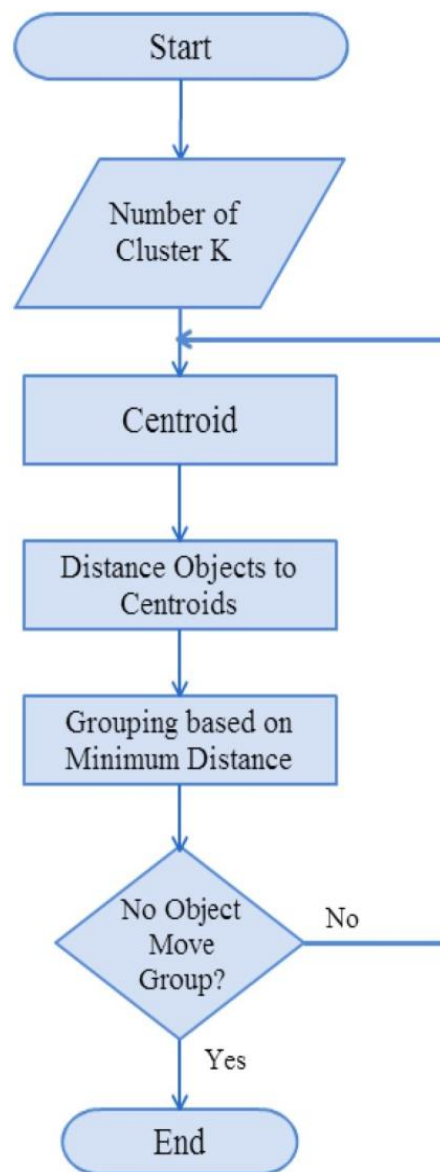 Start
Number of
Cluster K
Centroid
Distance Objects to
Centroids
Grouping based on
Minimum Distance
No Object
Move
Group?
No
Yes
End